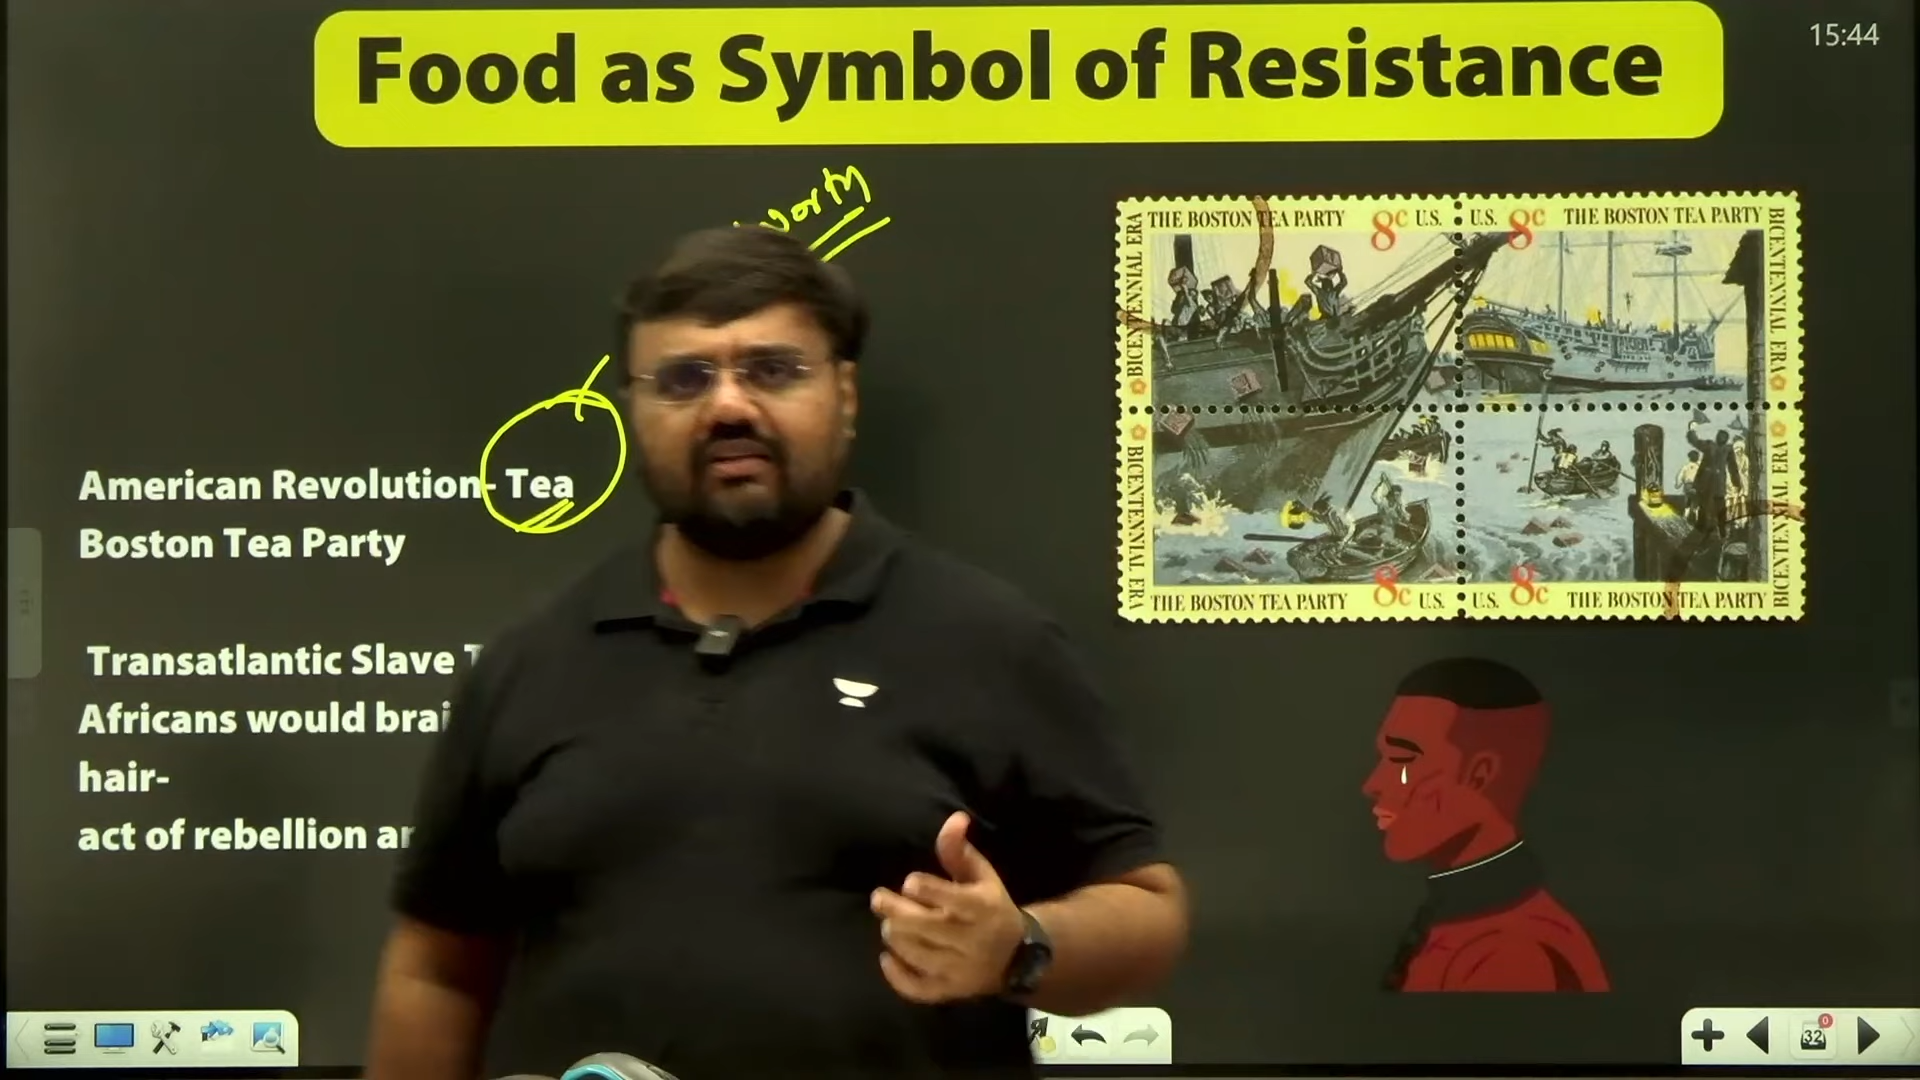 Food as Symbol of Resistance
15:44
worth
THE BOSTON TEA PARTY 8c U.S.
U.S. 8c THE BOSTON TEA PARTY
BICENTENNIAL ERA
BICENTENNIAL ERA
American Revolution- Tea
Boston Tea Party
BICENTENNIAL ERA
BICENTENNIAL ERA
THE BOSTON TEA PARTY 8c U.S.
U.S. 8c THE BOSTON TEA PARTY
Transatlantic Slave
Africans would
hair-
act of rebellion
32
0